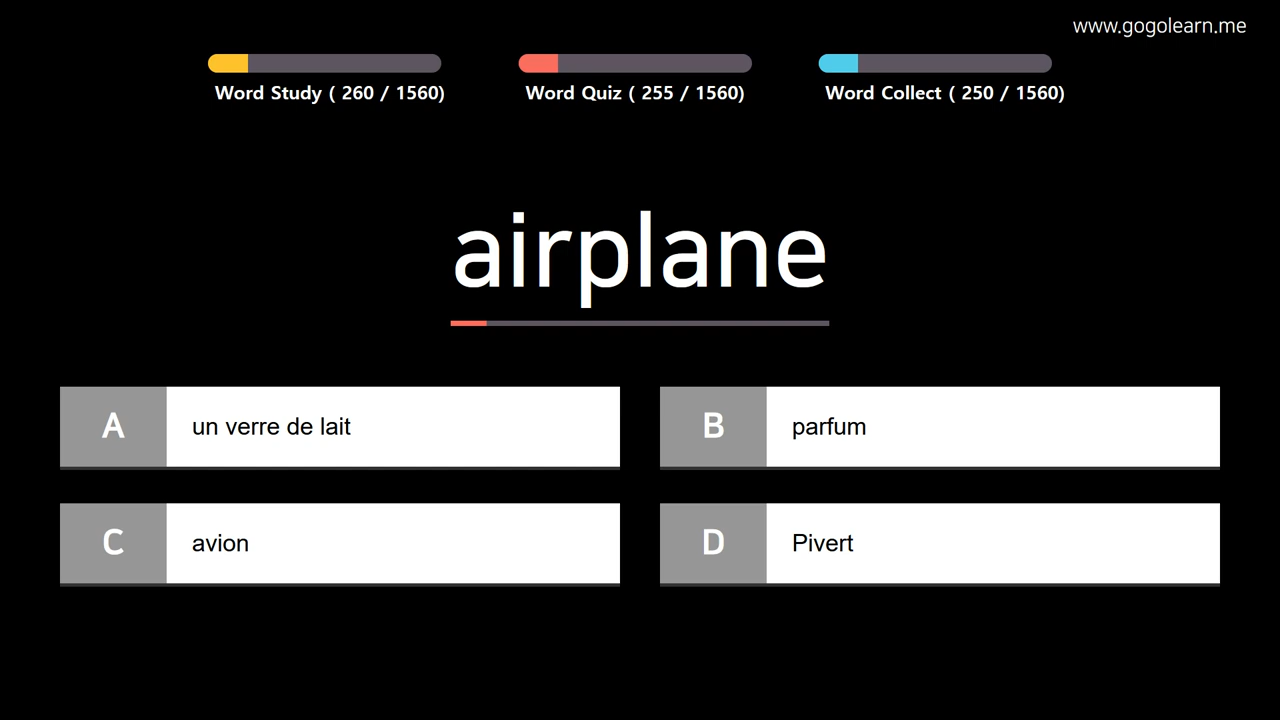 www.gogolearn.me
Word Study ( 260 / 1560)
Word Quiz ( 255 / 1560)
Word Collect ( 250 / 1560)
airplane
A
un verre de lait
B
parfum
C
avion
D
Pivert